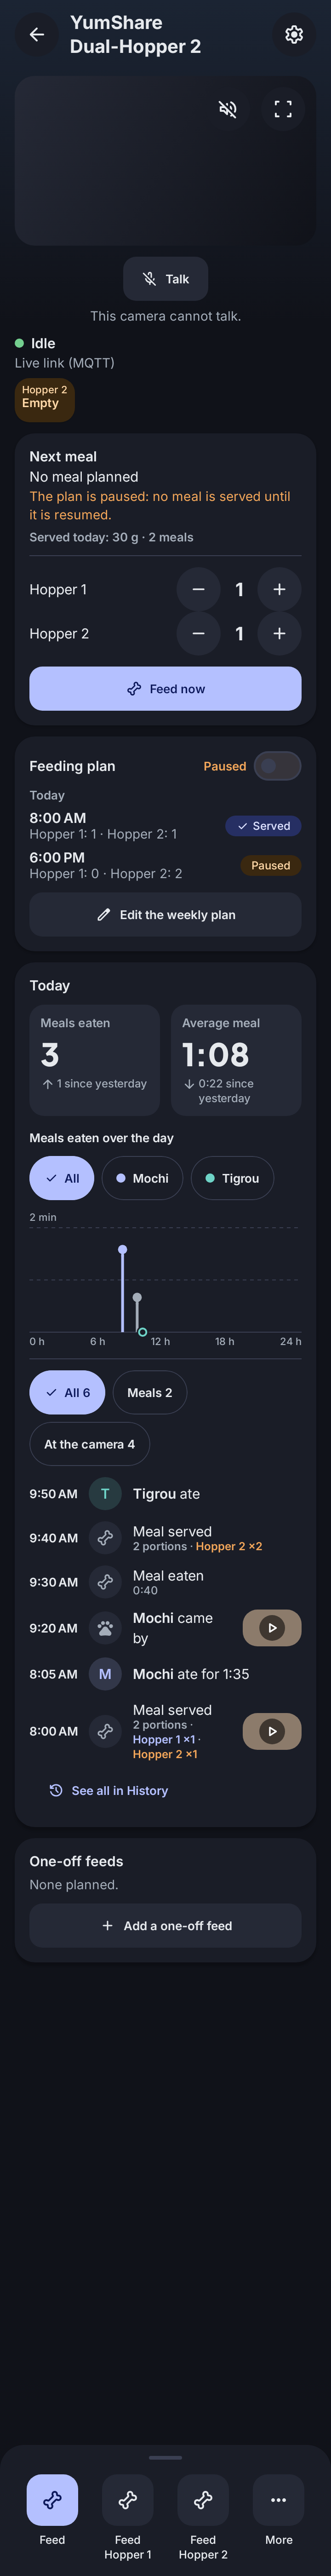 YumShare
Dual-Hopper 2
Talk
This camera cannot talk.
Idle
Live link (MQTT)
Hopper 2
Empty
Next meal
No meal planned
The plan is paused: no meal is served until
it is resumed.
Served today: 30 g · 2 meals
Hopper 1
1
Hopper 2
1
Feed now
Feeding plan
Paused
Today
8:00 AM
Hopper 1: 1 · Hopper 2: 1
Served
6:00 PM
Hopper 1: 0 · Hopper 2: 2
Paused
Edit the weekly plan
Today
Meals eaten
3
1 since yesterday
Average meal
1:08
0:22 since
yesterday
Meals eaten over the day
All
Mochi
Tigrou
2 min
0 h
6 h
12 h
18 h
24 h
All 6
Meals 2
At the camera 4
9:50 AM
T
Tigrou ate
9:40 AM
Meal served
2 portions · Hopper 2 ×2
9:30 AM
Meal eaten
0:40
9:20 AM
Mochi came
by
8:05 AM
M
Mochi ate for 1:35
8:00 AM
Meal served
2 portions ·
Hopper 1 ×1 ·
Hopper 2 ×1
See all in History
One-off feeds
None planned.
Add a one-off feed
Feed
Feed
Hopper 1
Feed
Hopper 2
More